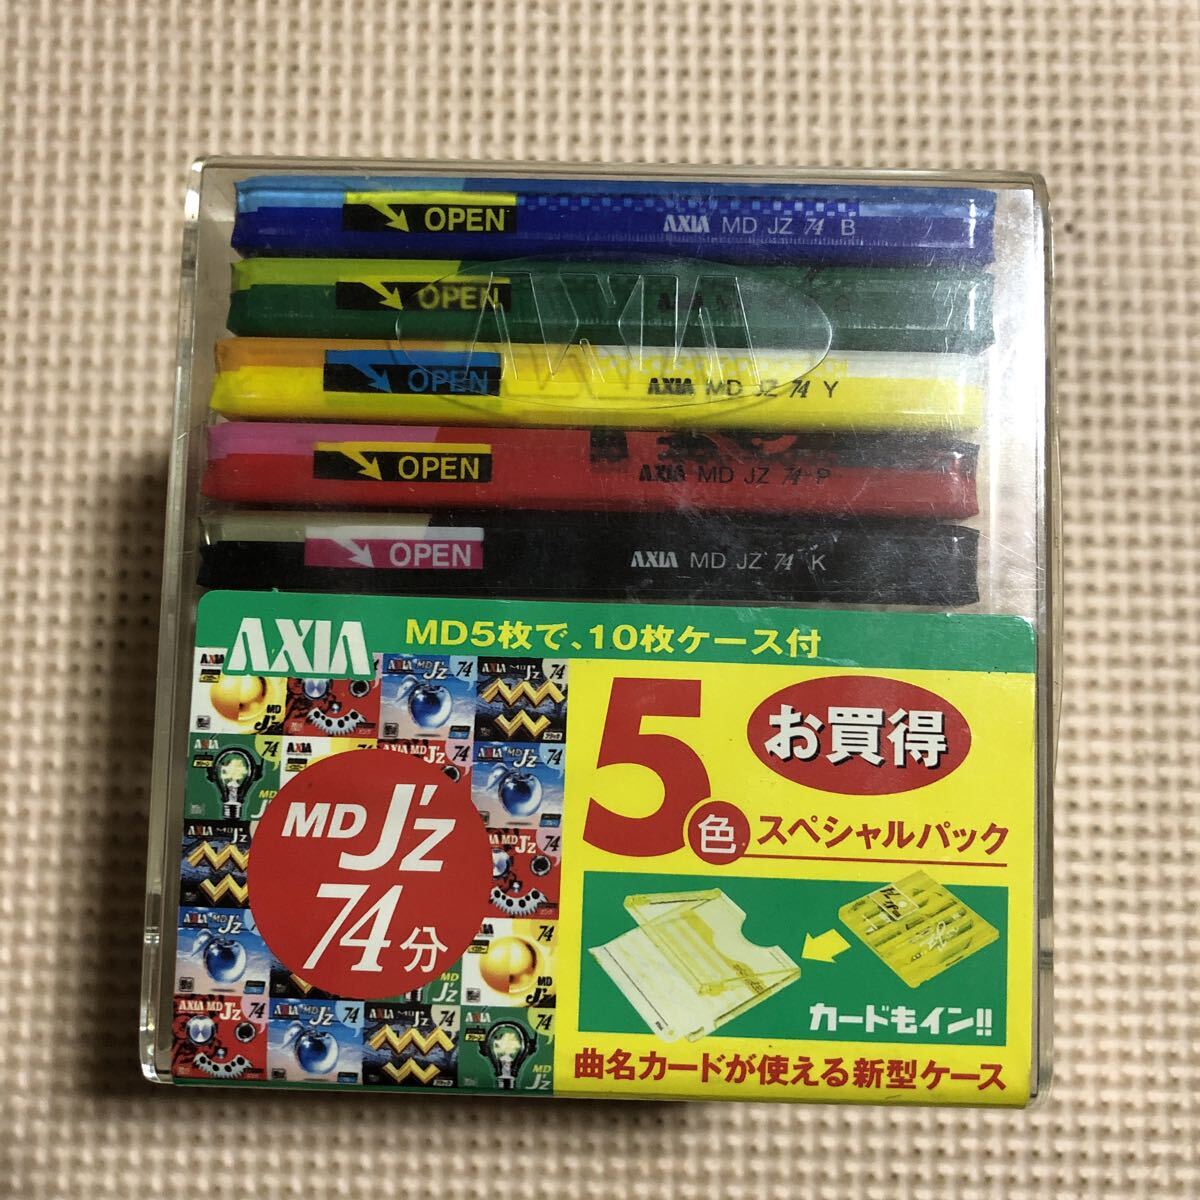 OPEN AXIA MD JZ 74 B
OPEN
AXIA
OPEN AXIA MD JZ 74 Y
OPEN AXIA MD JZ 74 P
OPEN AXIA MD JZ 74 K
AXIA MD5枚で、10枚ケース付
5色スペシャルパック
お買得
MD J'z
74分
カードもイン!!
曲名カードが使える新型ケース